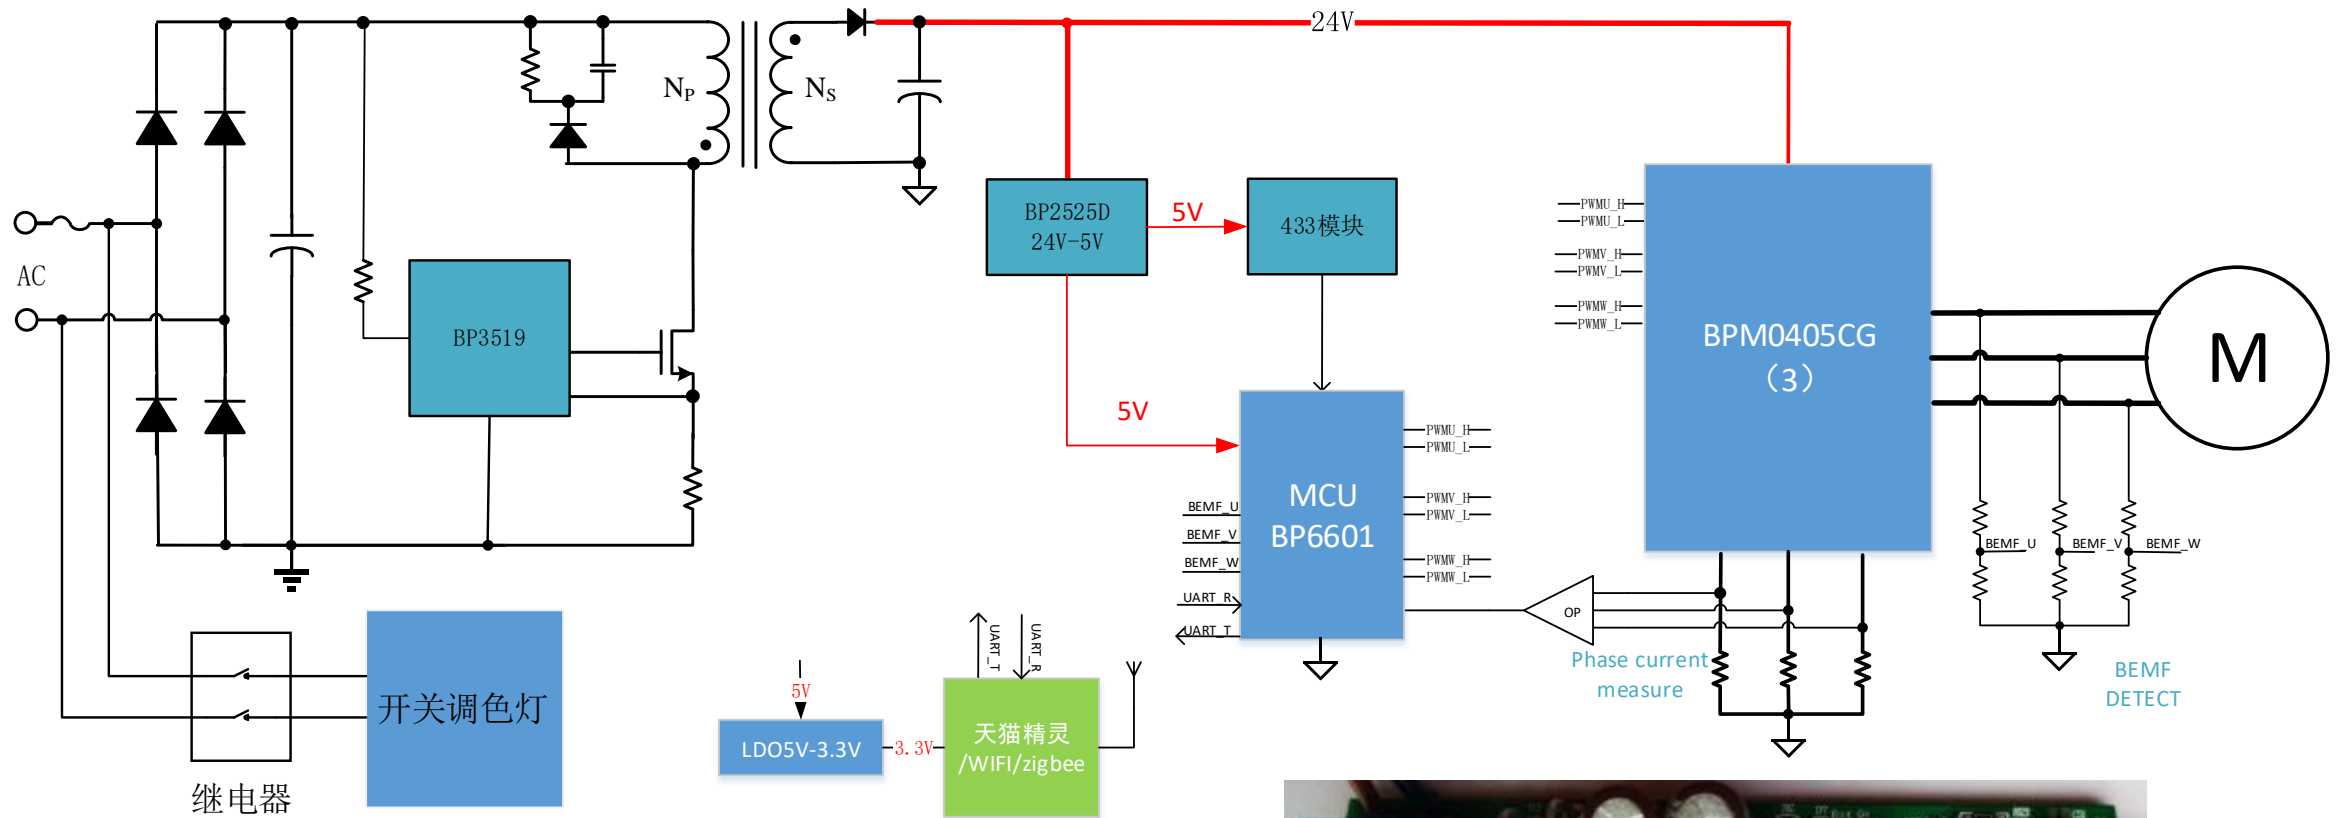 24V
N_P
N_S
BP2525D
24V-5V
5V
433模块
PWMU_H
PWMU_L
PWMV_H
PWMV_L
PWMW_H
PWMW_L
AC
BP3519
BPM0405CG
（3）
M
5V
MCU
BP6601
PWMU_H
PWMU_L
PWMV_H
PWMV_L
PWMW_H
PWMW_L
BEMF_U
BEMF_V
BEMF_W
UART_R
UART_T
BEMF_U
BEMF_V
BEMF_W
OP
Phase current
measure
BEMF
DETECT
UART_T
UART_R
5V
LDO5V-3.3V
3.3V
天猫精灵
/WIFI/zigbee
开关调色灯
继电器